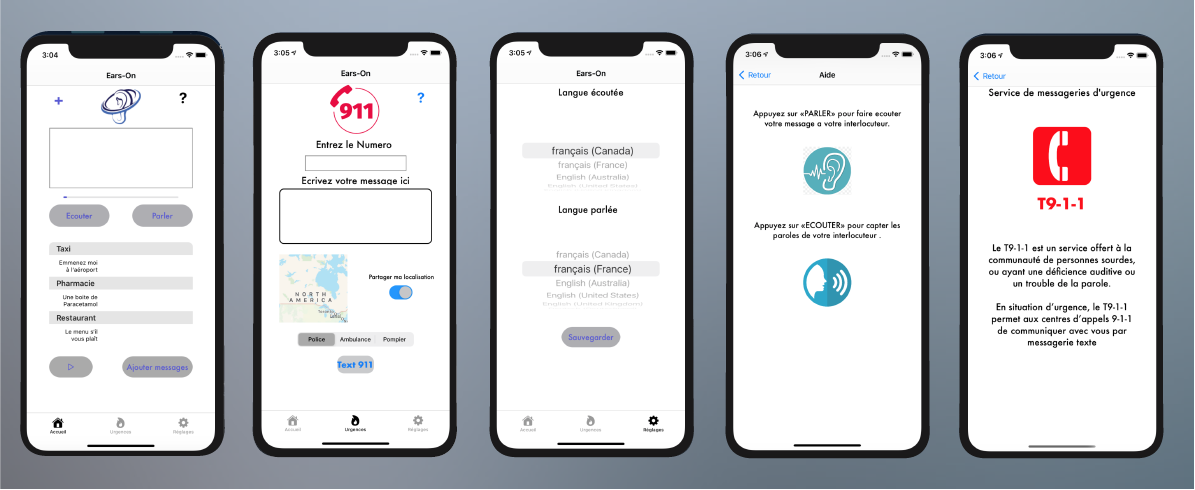 3:04
Ears-On
+
?
Ecouter
Parler
Taxi
Emmenez moi
à l'aéroport
Pharmacie
Une boite de
Paracetamol
Restaurant
Le menu s'il
vous plaît
Ajouter messages
Accueil
Urgences
Réglages
3:05
Ears-On
911
?
Entrez le Numero
Ecrivez votre message ici
NORTH
AMERICA
Partager ma localisation
Police
Ambulance
Pompier
Text 911
Accueil
Urgences
Réglages
3:05
Ears-On
Langue écoutée
français (Canada)
français (France)
English (Australia)
English (United States)
Langue parlée
français (Canada)
français (France)
English (Australia)
English (United States)
English (United Kingdom)
Sauvegarder
Accueil
Urgences
Réglages
3:06
Retour
Aide
Appuyez sur «PARLER» pour faire ecouter
votre message a votre interlocuteur.
Appuyez sur «ECOUTER» pour capter les
paroles de votre interlocuteur .
3:06
Retour
Service de messageries d'urgence
T9-1-1
Le T9-1-1 est un service offert à la
communauté de personnes sourdes,
ou ayant une déficience auditive ou
un trouble de la parole.
En situation d'urgence, le T9-1-1
permet aux centres d'appels 9-1-1
de communiquer avec vous par
messagerie texte